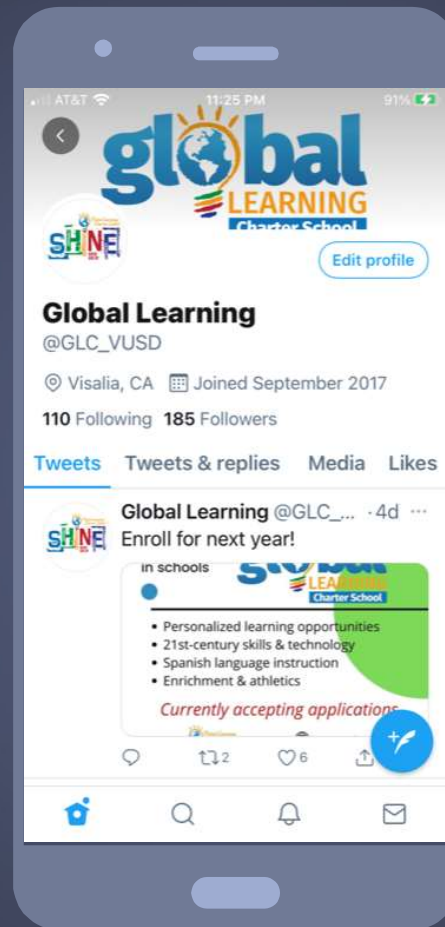 AT&T 11:25 PM 91%
global
LEARNING
Charter School
SHINE
Edit profile
Global Learning
@GLC_VUSD
Visalia, CA Joined September 2017
110 Following 185 Followers
Tweets Tweets & replies Media Likes
Global Learning @GLC_... · 4d ...
SHINE
Enroll for next year!
in schools
global
LEARNING
Charter School
• Personalized learning opportunities
• 21st-century skills & technology
• Spanish language instruction
• Enrichment & athletics
Currently accepting applications
2 6